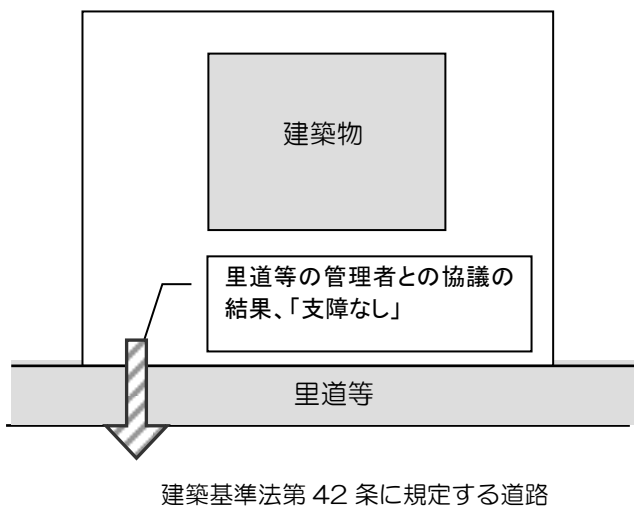 建築物
里道等の管理者との協議の
結果、「支障なし」
里道等
建築基準法第 42 条に規定する道路